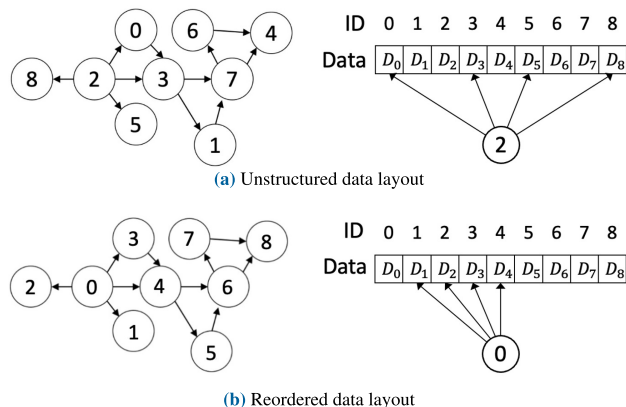 0 6 4
8 2 3 7
5
1
ID 0 1 2 3 4 5 6 7 8
Data D₀ D₁ D₂ D₃ D₄ D₅ D₆ D₇ D₈
2
(a) Unstructured data layout
3 7 8
2 0 4 6
1
5
ID 0 1 2 3 4 5 6 7 8
Data D₀ D₁ D₂ D₃ D₄ D₅ D₆ D₇ D₈
0
(b) Reordered data layout